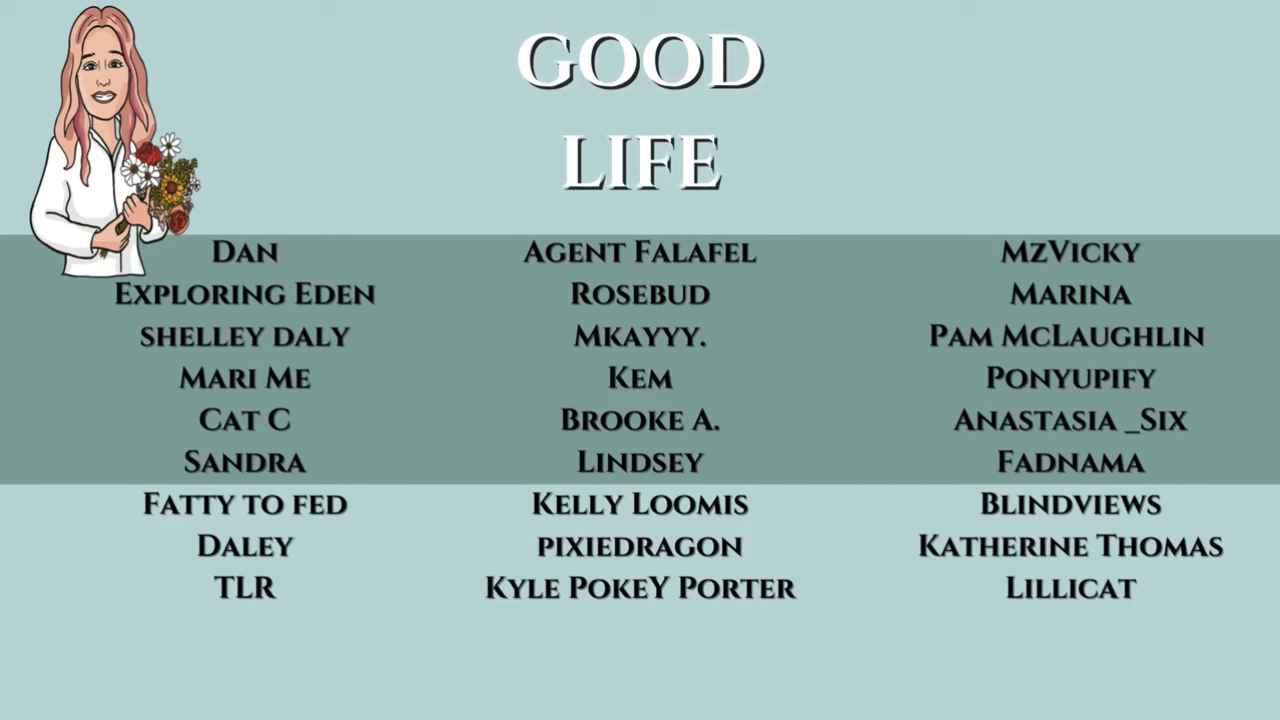 GOOD
LIFE
Dan
Exploring Eden
shelley daly
Mari Me
Cat C
Sandra
Fatty to fed
Daley
TLR
Agent Falafel
Rosebud
Mkayyy.
Kem
Brooke A.
Lindsey
Kelly Loomis
pixiedragon
Kyle PokeY Porter
MzVicky
Marina
Pam McLaughlin
Ponyupify
Anastasia _Six
Fadnama
Blindviews
Katherine Thomas
Lillicat